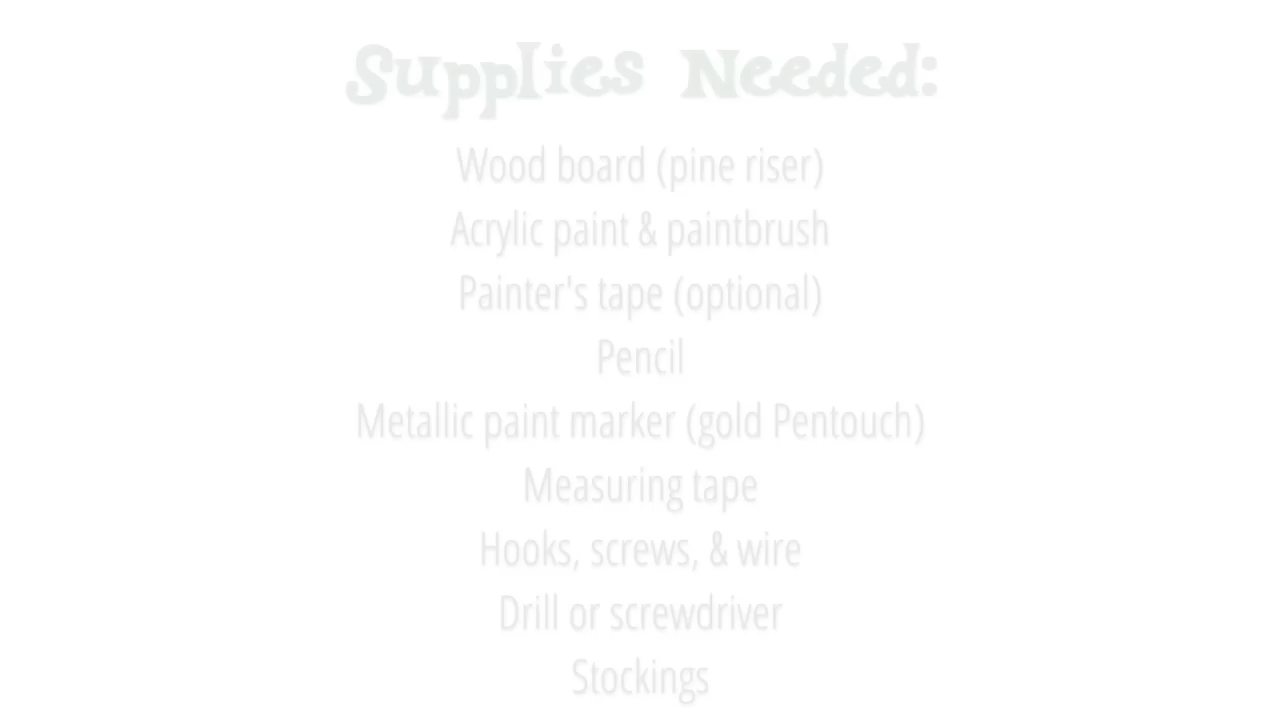 Supplies Needed:
Wood board (pine riser)
Acrylic paint & paintbrush
Painter's tape (optional)
Pencil
Metallic paint marker (gold Pentouch)
Measuring tape
Hooks, screws, & wire
Drill or screwdriver
Stockings